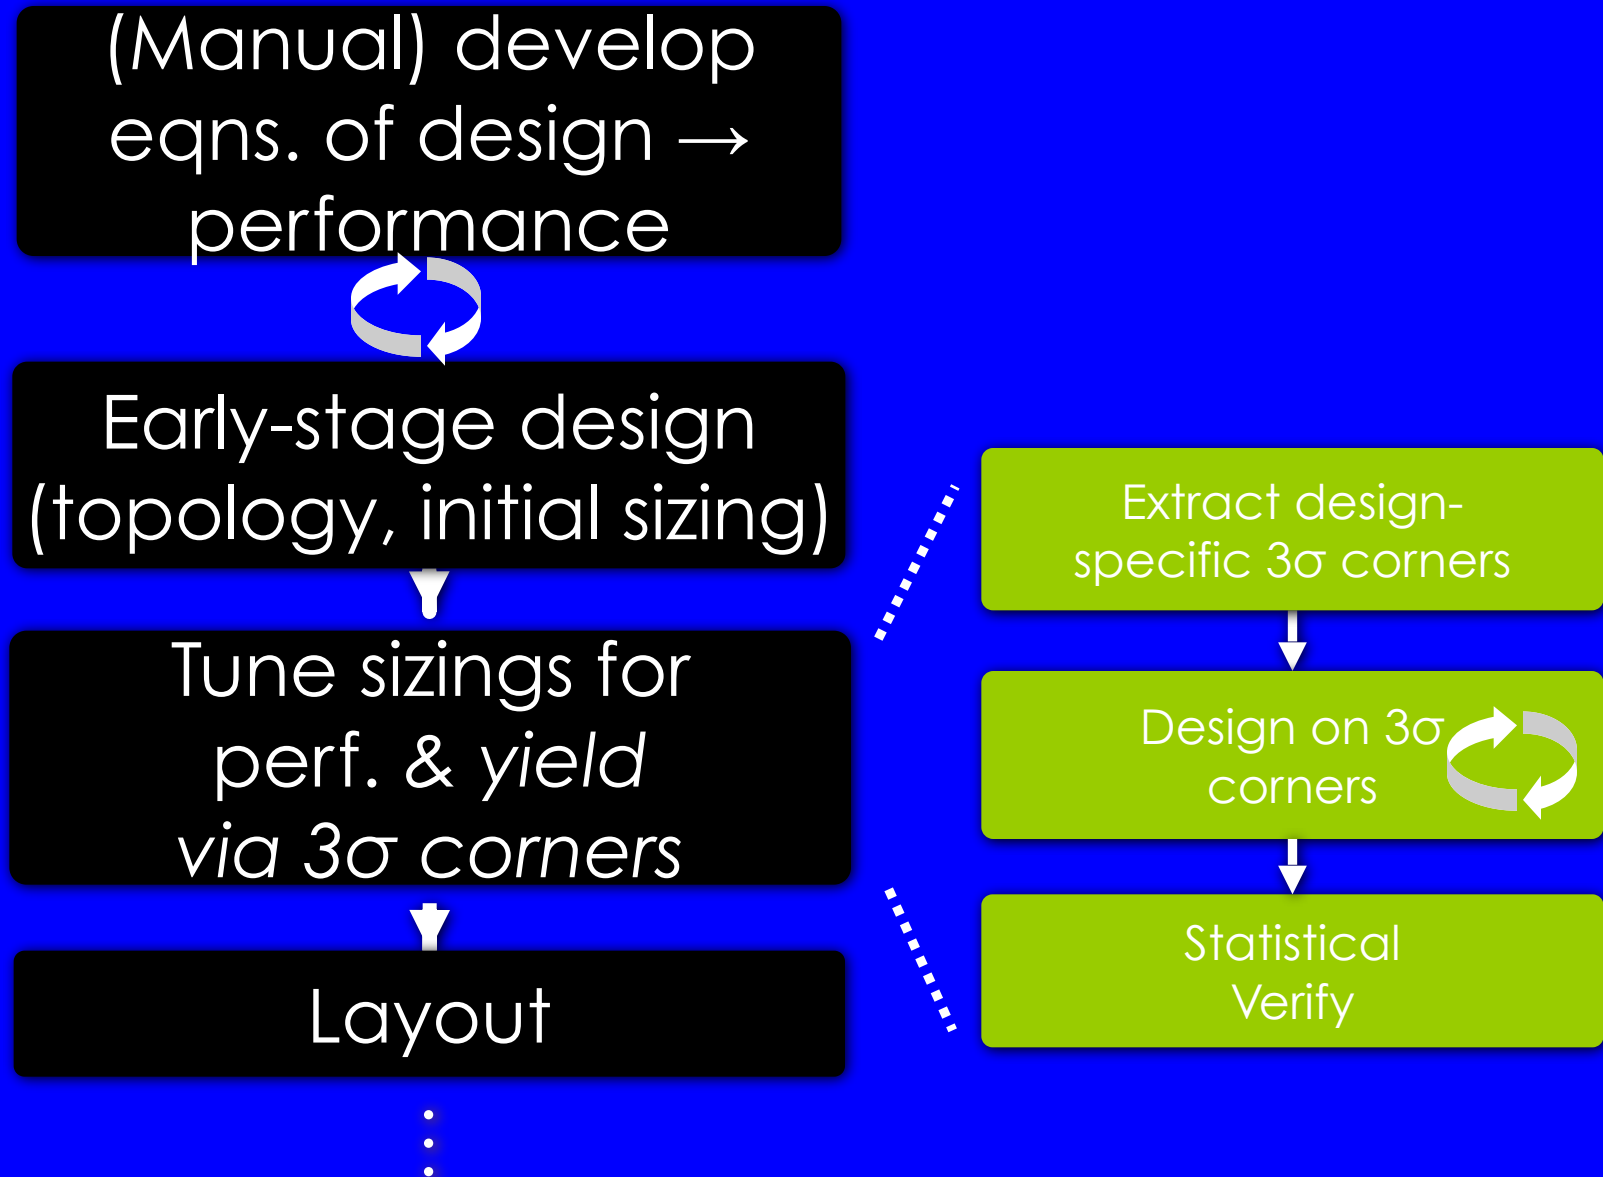 (Manual) develop
eqns. of design →
performance
Early-stage design
(topology, initial sizing)
Tune sizings for
perf. & yield
via 3σ corners
Layout
Extract design-
specific 3σ corners
Design on 3σ
corners
Statistical
Verify